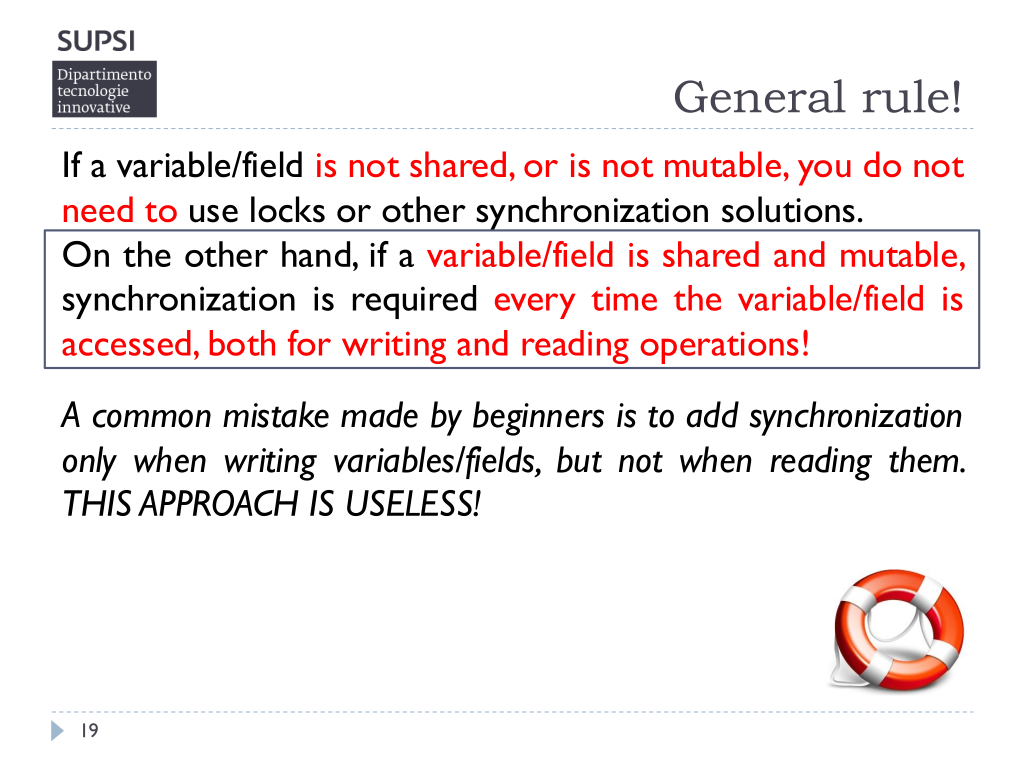 SUPSI
Dipartimento
tecnologie
innovative
General rule!
If a variable/field is not shared, or is not mutable, you do not
need to use locks or other synchronization solutions.
On the other hand, if a variable/field is shared and mutable,
synchronization is required every time the variable/field is
accessed, both for writing and reading operations!
A common mistake made by beginners is to add synchronization
only when writing variables/fields, but not when reading them.
THIS APPROACH IS USELESS!
19